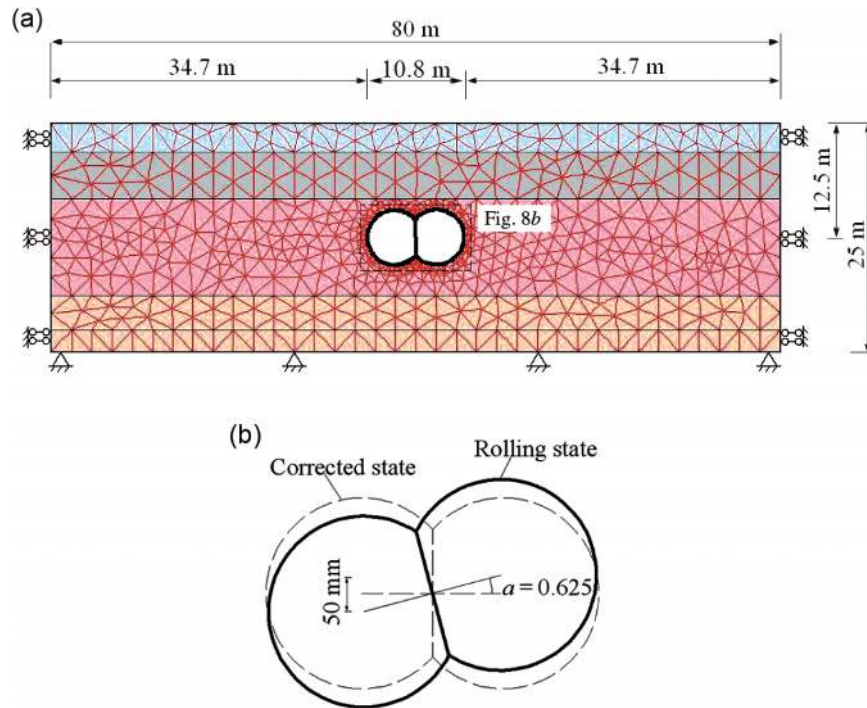 (a)
80 m
34.7 m
10.8 m
34.7 m
Fig. 8b
12.5 m
25 m
(b)
Rolling state
Corrected state
50 mm
a = 0.625